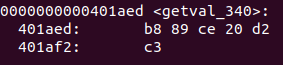 0000000000401aed <getval_340>:
401aed: b8 89 ce 20 d2
401af2: c3